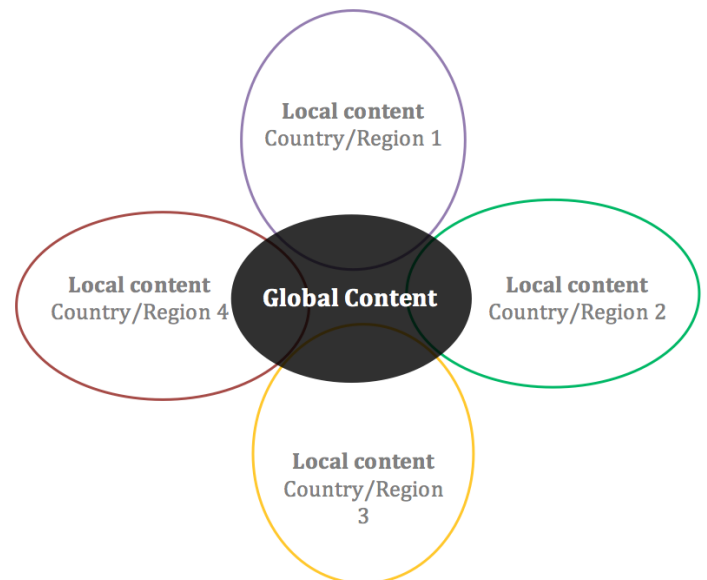 Local content
Country/Region 1
Local content
Country/Region 4
Global Content
Local content
Country/Region 2
Local content
Country/Region
3